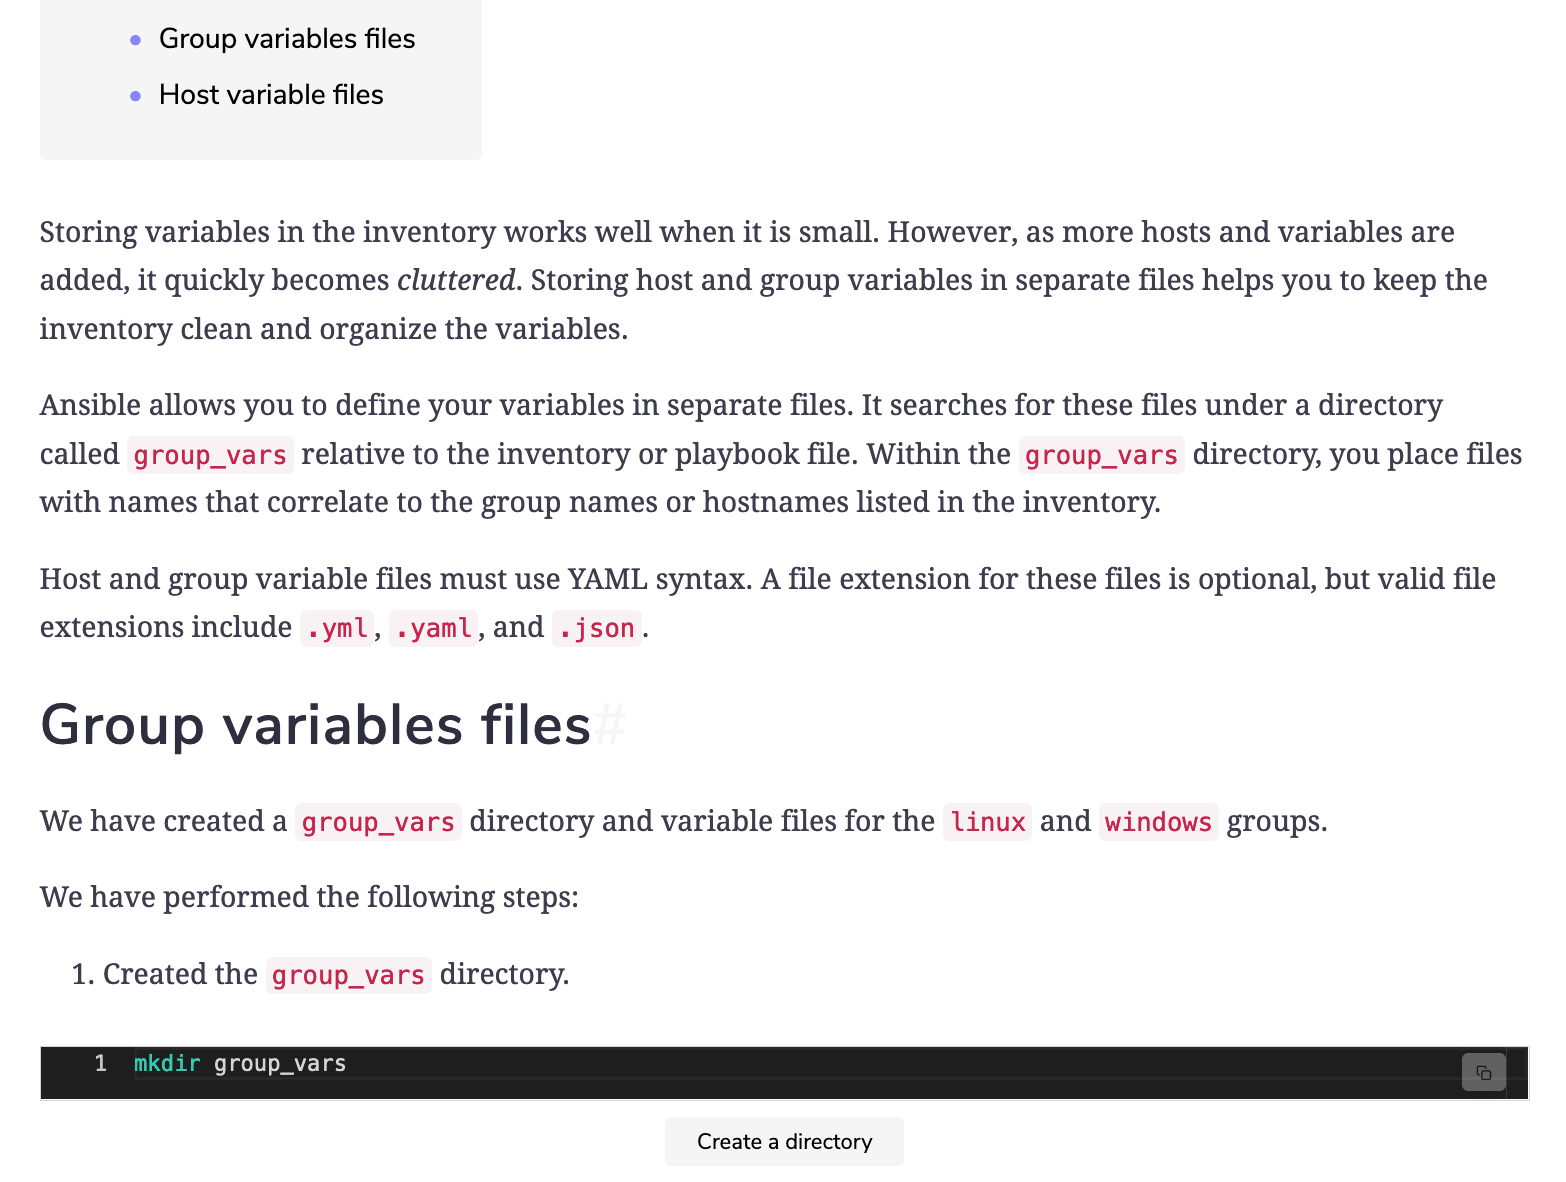 Group variables files
Host variable files
Storing variables in the inventory works well when it is small. However, as more hosts and variables are
added, it quickly becomes cluttered. Storing host and group variables in separate files helps you to keep the
inventory clean and organize the variables.
Ansible allows you to define your variables in separate files. It searches for these files under a directory
called group_vars relative to the inventory or playbook file. Within the group_vars directory, you place files
with names that correlate to the group names or hostnames listed in the inventory.
Host and group variable files must use YAML syntax. A file extension for these files is optional, but valid file
extensions include .yml, .yaml, and .json.
Group variables files#
We have created a group_vars directory and variable files for the linux and windows groups.
We have performed the following steps:
1. Created the group_vars directory.
1 mkdir group_vars
Create a directory